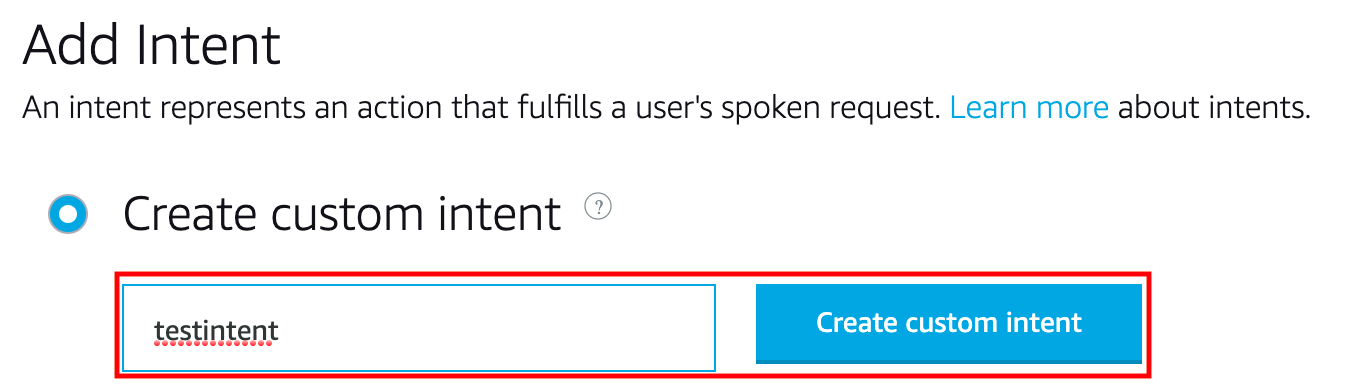 Add Intent
An intent represents an action that fulfills a user's spoken request. Learn more about intents.
Create custom intent ?
testintent Create custom intent